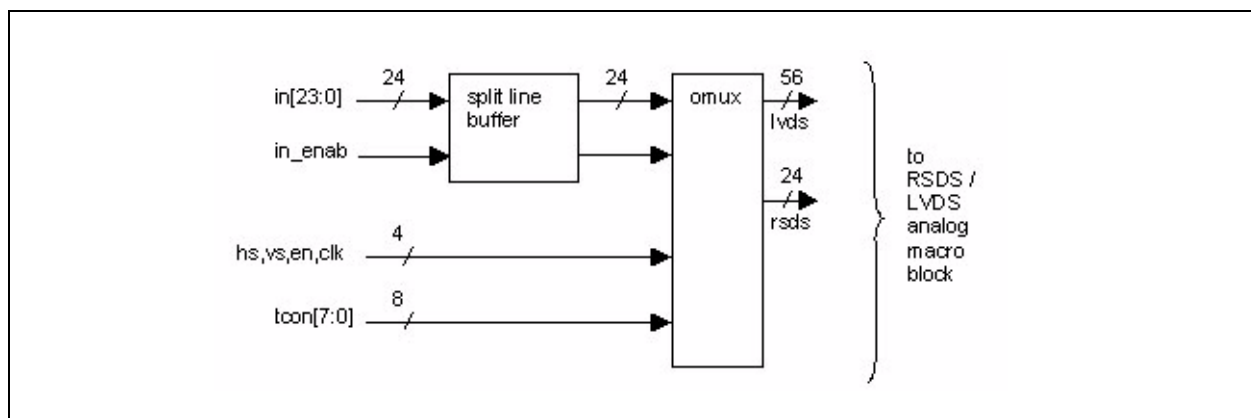 24
in[23:0]
split line
buffer
24
in_enab
omux
56
lvds
24
rsds
hs,vs,en,clk
4
tcon[7:0]
8
to
RSDS /
LVDS
analog
macro
block